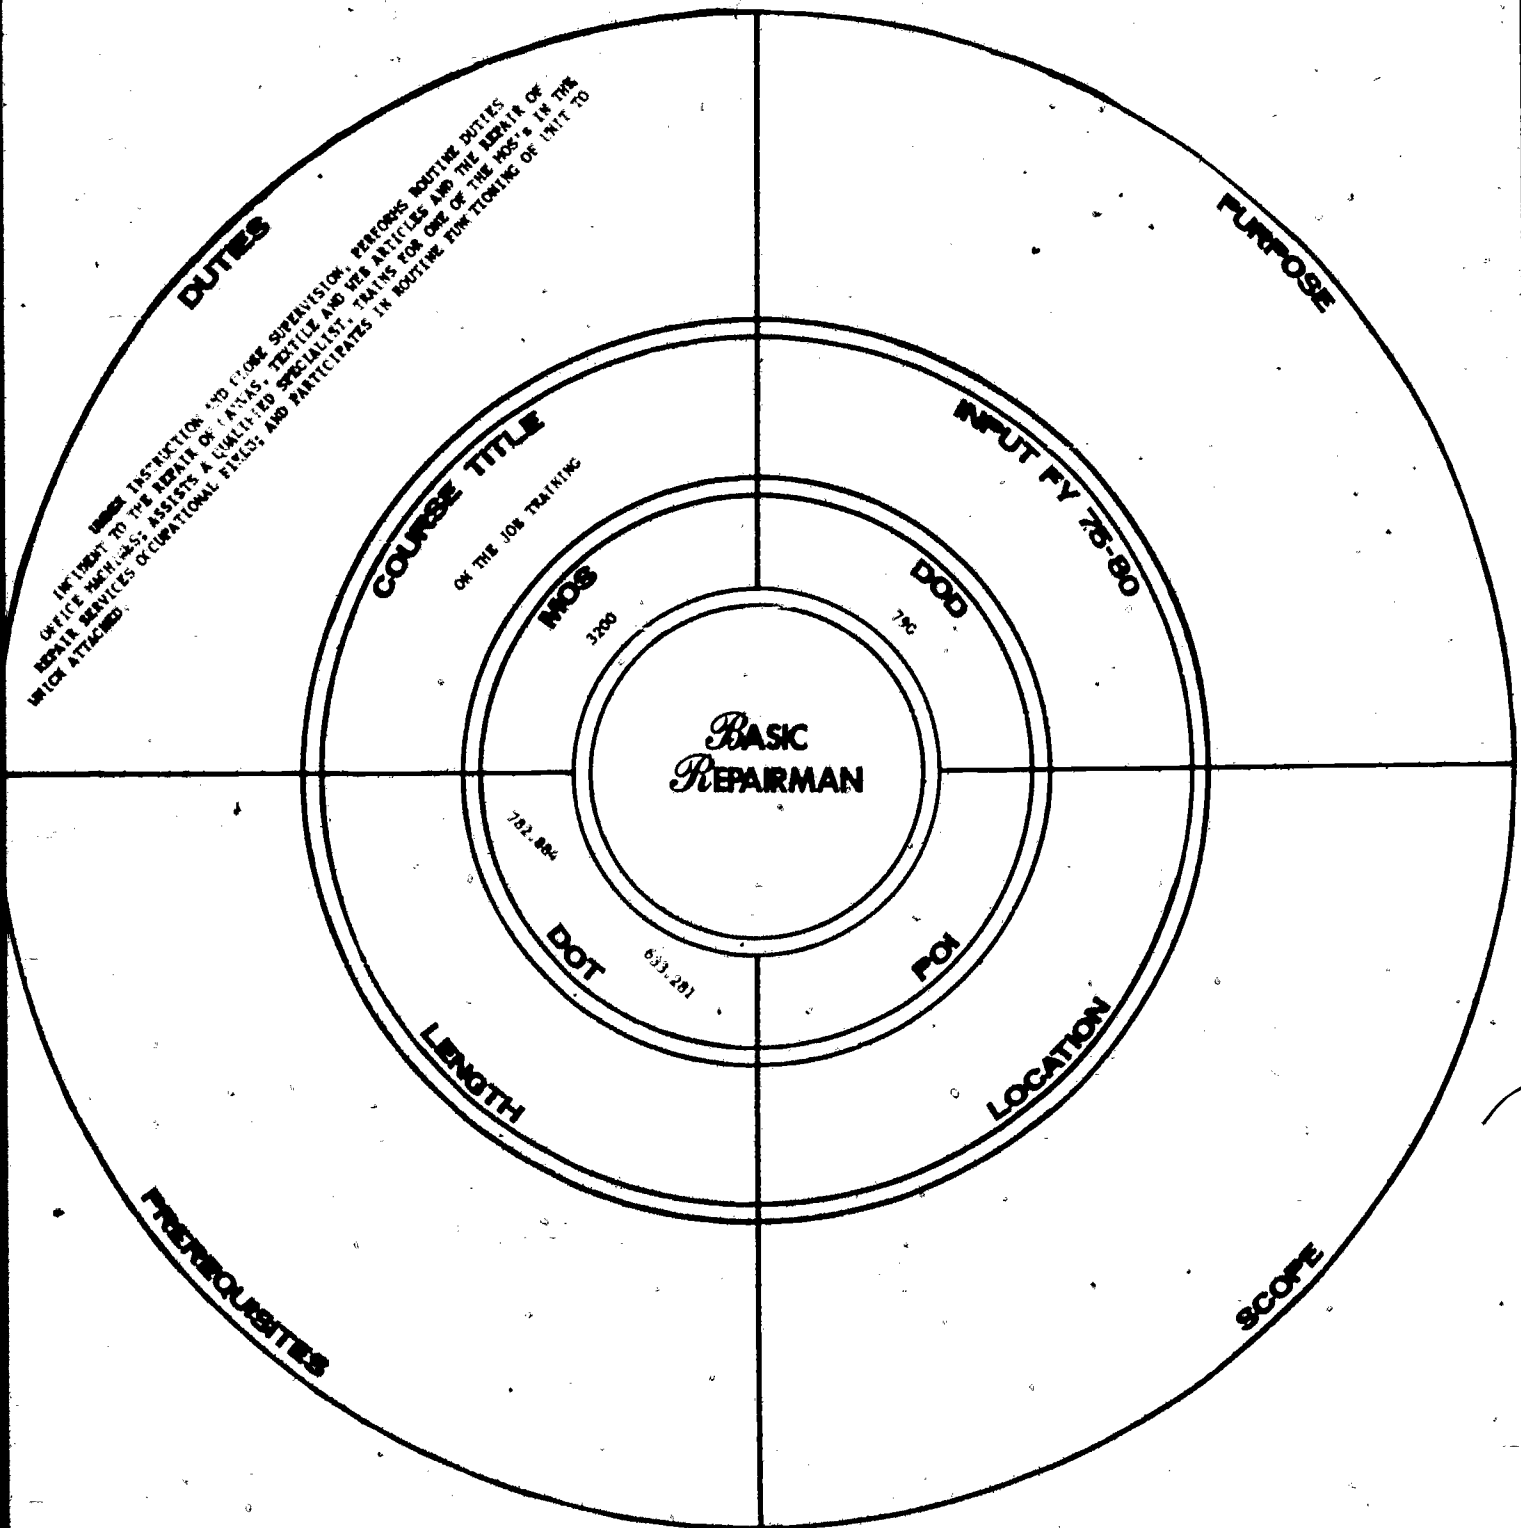 DUTIES
UNDER INSTRUCTION AND CLOSE SUPERVISION, PERFORMS ROUTINE DUTIES
INCIDENT TO THE REPAIR OF CANVAS, TEXTILE AND WEB ARTICLES AND THE REPAIR OF
OFFICE MACHINES; ASSISTS A QUALIFIED SPECIALIST, TRAINS FOR ONE OF THE MOS'S IN THE
REPAIR SERVICES OCCUPATIONAL FIELD; AND PARTICIPATES IN ROUTINE FUNCTIONING OF UNIT TO
WHICH ATTACHED.
PURPOSE
COURSE TITLE
ON THE JOB TRAINING
INPUT FY 75-80
MOS
3200
DOD
79G
BASIC
REPAIRMAN
782.884
DOT
633.281
POI
LENGTH
LOCATION
PREREQUISITES
SCOPE